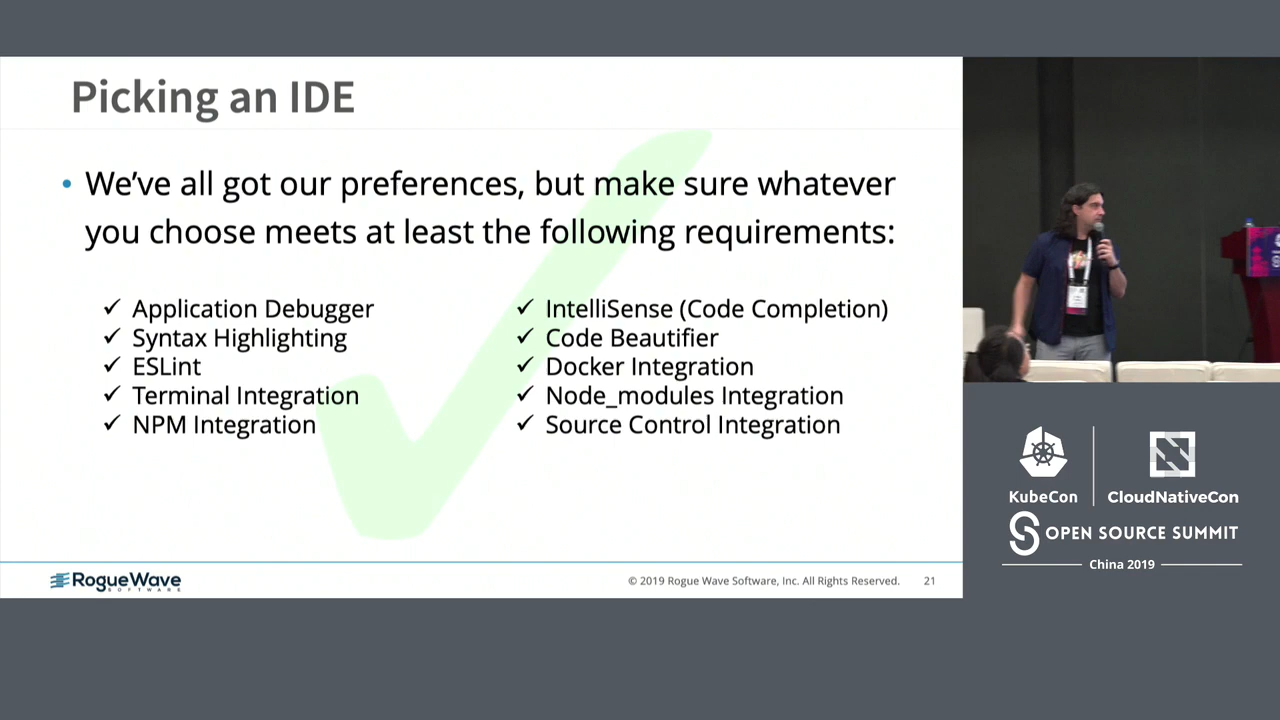 Picking an IDE
• We’ve all got our preferences, but make sure whatever
you choose meets at least the following requirements:
✓ Application Debugger
✓ Syntax Highlighting
✓ ESLint
✓ Terminal Integration
✓ NPM Integration
✓ IntelliSense (Code Completion)
✓ Code Beautifier
✓ Docker Integration
✓ Node_modules Integration
✓ Source Control Integration
RogueWave
SOFTWARE
© 2019 Rogue Wave Software, Inc. All Rights Reserved. 21
KubeCon
CloudNativeCon
OPEN SOURCE SUMMIT
China 2019